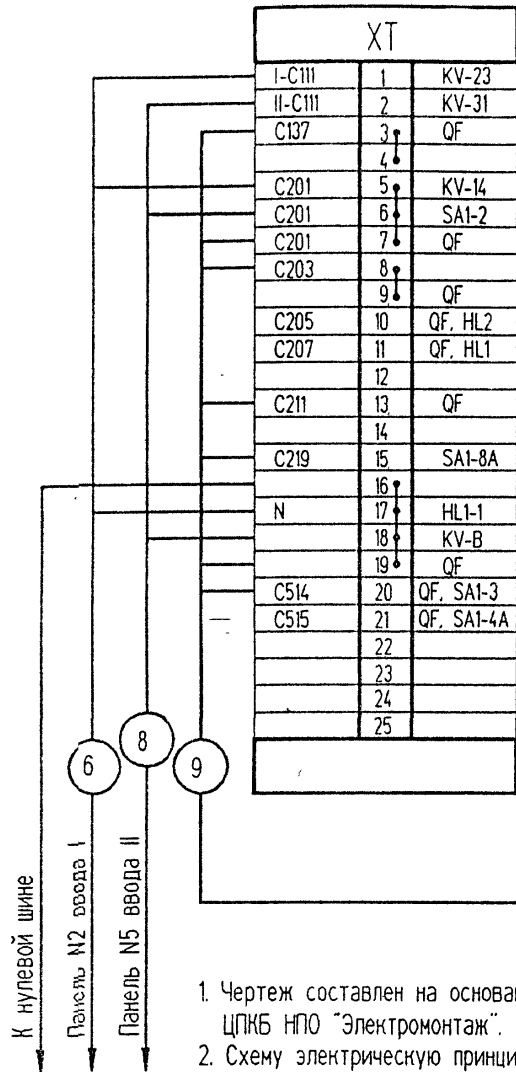 XT
I-C111 1 KV-23
II-C111 2 KV-31
C137 3 QF
4
C201 5 KV-14
C201 6 SA1-2
C201 7 QF
C203 8
9 QF
C205 10 QF, HL2
C207 11 QF, HL1
12
C211 13 QF
14
C219 15 SA1-8A
16
N 17 HL1-1
18 KV-B
19 QF
C514 20 QF, SA1-3
C515 21 QF, SA1-4A
22
23
24
25
6
8
9
К нулевой шине
Панель N2 ввода I
Панель N5 ввода II
1. Чертеж составлен на основа
ЦПКБ НПО "Электромонтаж".
2. Схему электрическую принци